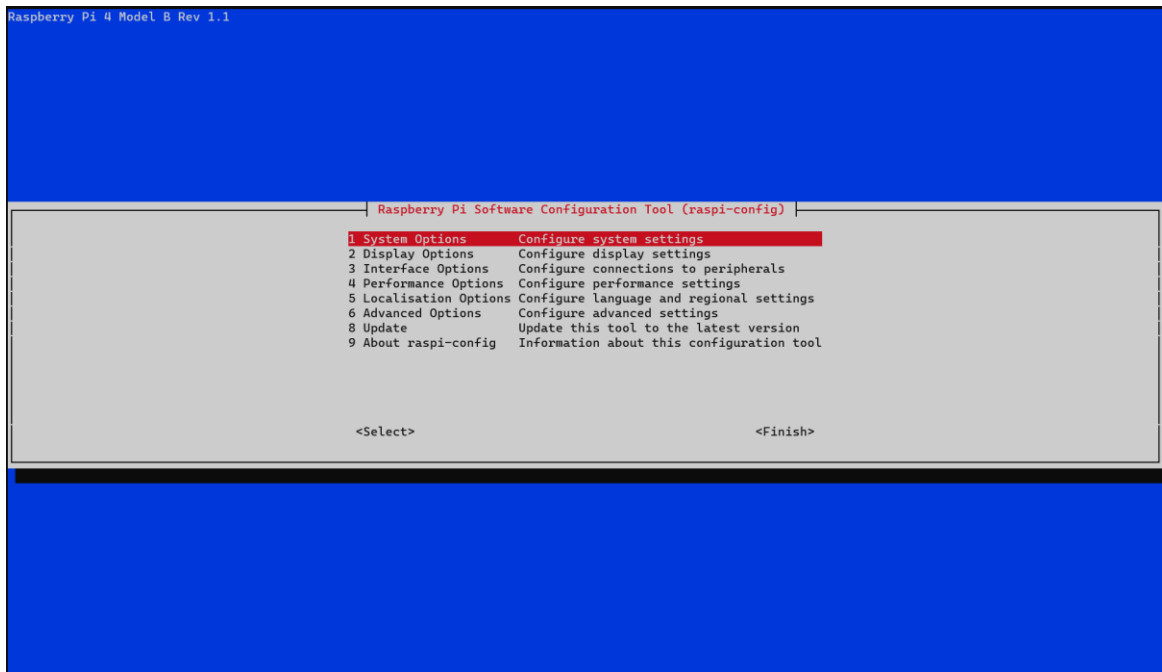 Raspberry Pi 4 Model B Rev 1.1
Raspberry Pi Software Configuration Tool (raspi-config)
1 System Options Configure system settings
2 Display Options Configure display settings
3 Interface Options Configure connections to peripherals
4 Performance Options Configure performance settings
5 Localisation Options Configure language and regional settings
6 Advanced Options Configure advanced settings
8 Update Update this tool to the latest version
9 About raspi-config Information about this configuration tool
<Select> <Finish>